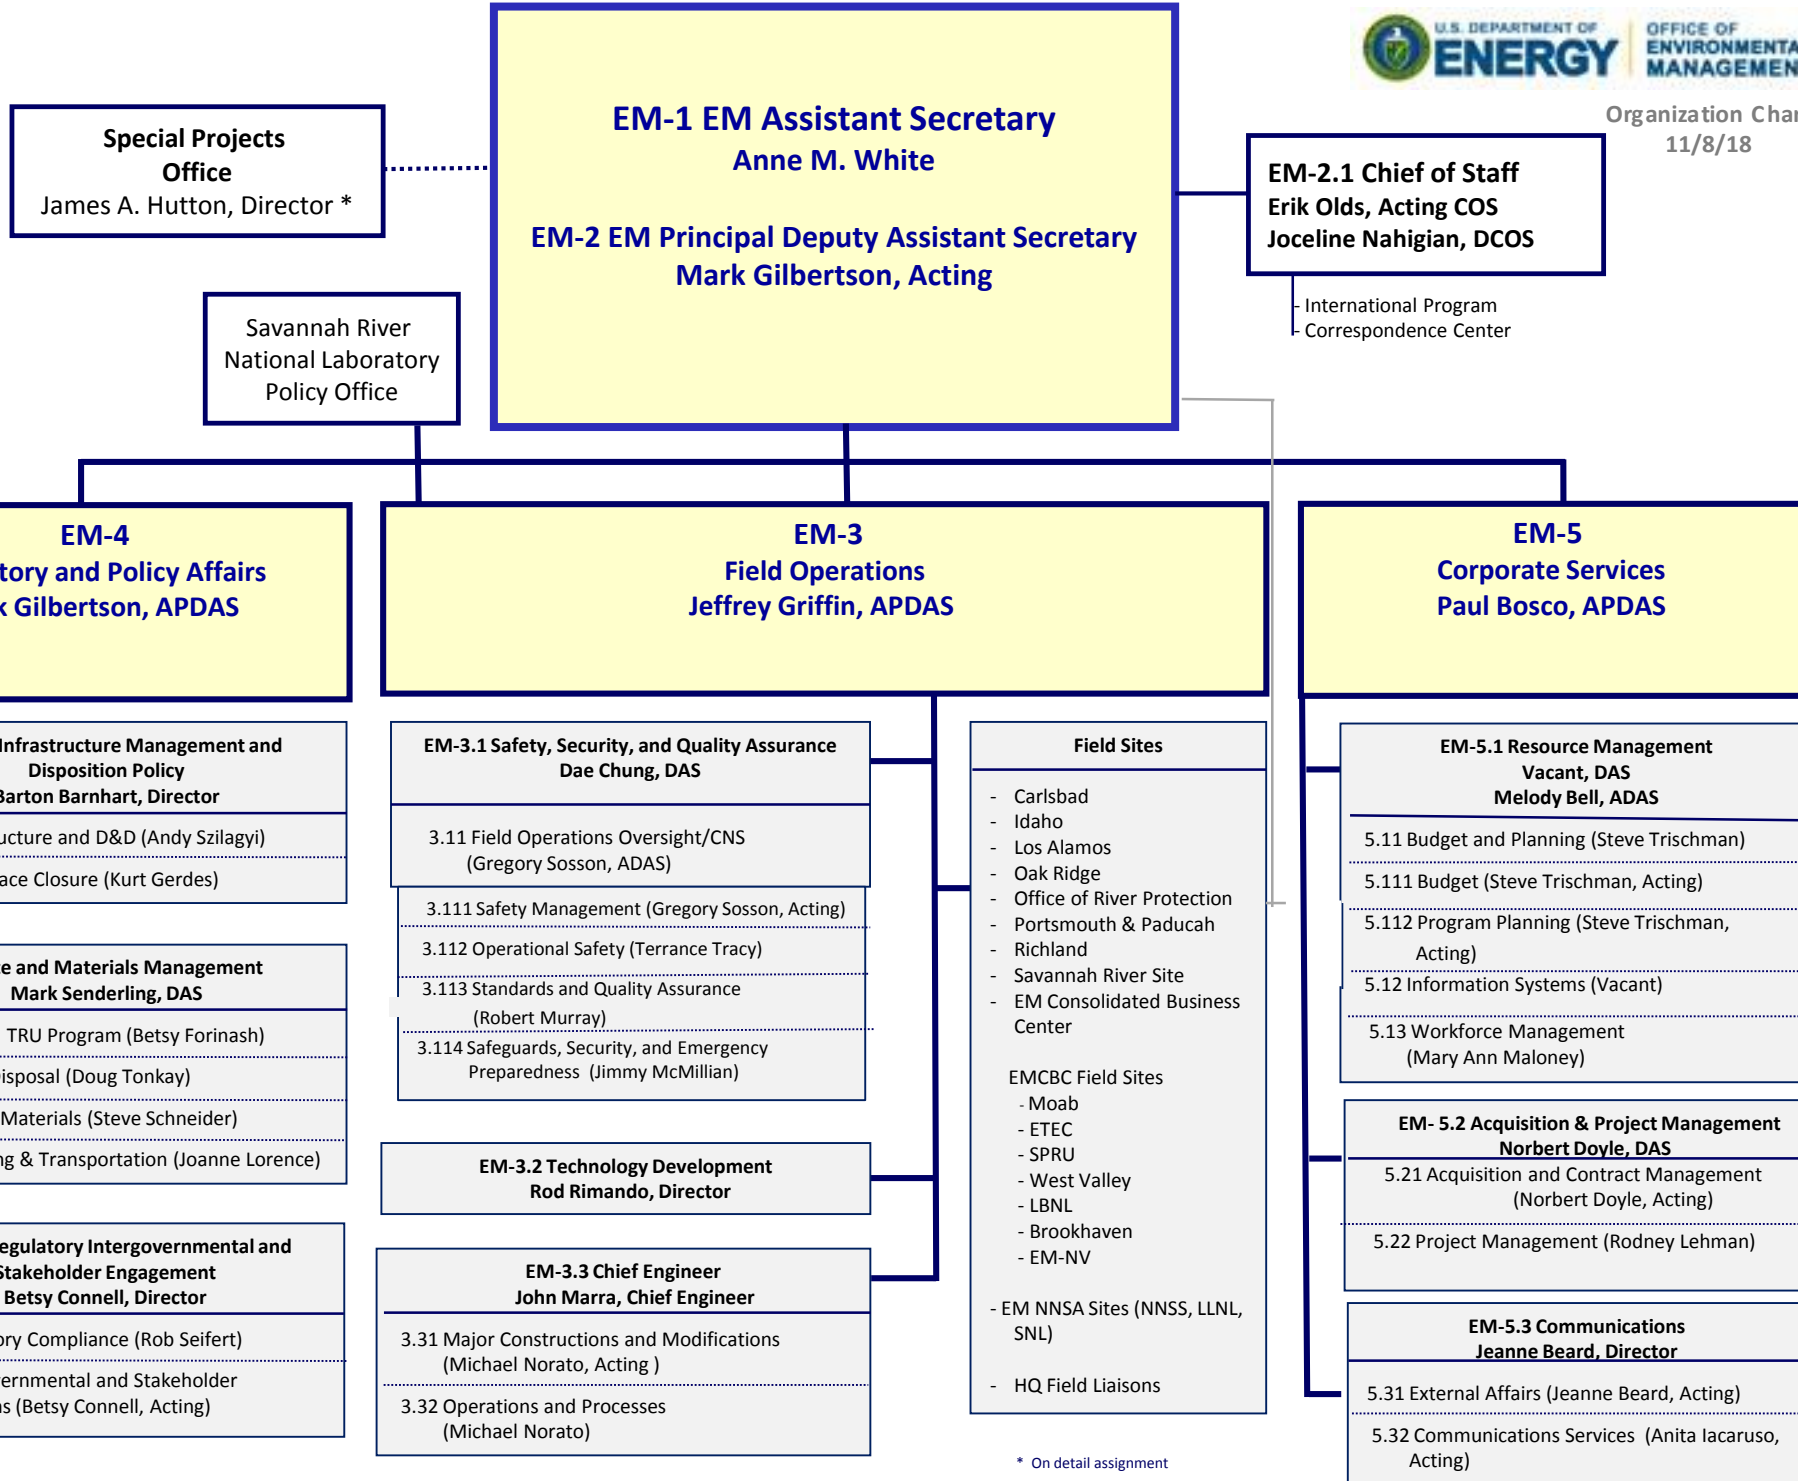 U.S. DEPARTMENT OF
ENERGY
OFFICE OF
ENVIRONMENTA
MANAGEMEN
Organization Char
11/8/18
Special Projects
Office
James A. Hutton, Director *
EM-1 EM Assistant Secretary
Anne M. White
EM-2 EM Principal Deputy Assistant Secretary
Mark Gilbertson, Acting
EM-2.1 Chief of Staff
Erik Olds, Acting COS
Joceline Nahigian, DCOS
- International Program
- Correspondence Center
Savannah River
National Laboratory
Policy Office
EM-4
tory and Policy Affairs
k Gilbertson, APDAS
EM-3
Field Operations
Jeffrey Griffin, APDAS
EM-5
Corporate Services
Paul Bosco, APDAS
Infrastructure Management and
Disposition Policy
Barton Barnhart, Director
ucture and D&D (Andy Szilagyi)
ace Closure (Kurt Gerdes)
e and Materials Management
Mark Senderling, DAS
TRU Program (Betsy Forinash)
isposal (Doug Tonkay)
Materials (Steve Schneider)
ng & Transportation (Joanne Lorence)
egulatory Intergovernmental and
Stakeholder Engagement
Betsy Connell, Director
ory Compliance (Rob Seifert)
ernmental and Stakeholder
ns (Betsy Connell, Acting)
EM-3.1 Safety, Security, and Quality Assurance
Dae Chung, DAS
3.11 Field Operations Oversight/CNS
(Gregory Sosson, ADAS)
3.111 Safety Management (Gregory Sosson, Acting)
3.112 Operational Safety (Terrance Tracy)
3.113 Standards and Quality Assurance
(Robert Murray)
3.114 Safeguards, Security, and Emergency
Preparedness (Jimmy McMillian)
EM-3.2 Technology Development
Rod Rimando, Director
EM-3.3 Chief Engineer
John Marra, Chief Engineer
3.31 Major Constructions and Modifications
(Michael Norato, Acting )
3.32 Operations and Processes
(Michael Norato)
Field Sites
- Carlsbad
- Idaho
- Los Alamos
- Oak Ridge
- Office of River Protection
- Portsmouth & Paducah
- Richland
- Savannah River Site
- EM Consolidated Business
Center
EMCBC Field Sites
- Moab
- ETEC
- SPRU
- West Valley
- LBNL
- Brookhaven
- EM-NV
- EM NNSA Sites (NNSS, LLNL,
SNL)
- HQ Field Liaisons
* On detail assignment
EM-5.1 Resource Management
Vacant, DAS
Melody Bell, ADAS
5.11 Budget and Planning (Steve Trischman)
5.111 Budget (Steve Trischman, Acting)
5.112 Program Planning (Steve Trischman,
Acting)
5.12 Information Systems (Vacant)
5.13 Workforce Management
(Mary Ann Maloney)
EM- 5.2 Acquisition & Project Management
Norbert Doyle, DAS
5.21 Acquisition and Contract Management
(Norbert Doyle, Acting)
5.22 Project Management (Rodney Lehman)
EM-5.3 Communications
Jeanne Beard, Director
5.31 External Affairs (Jeanne Beard, Acting)
5.32 Communications Services (Anita Iacaruso,
Acting)